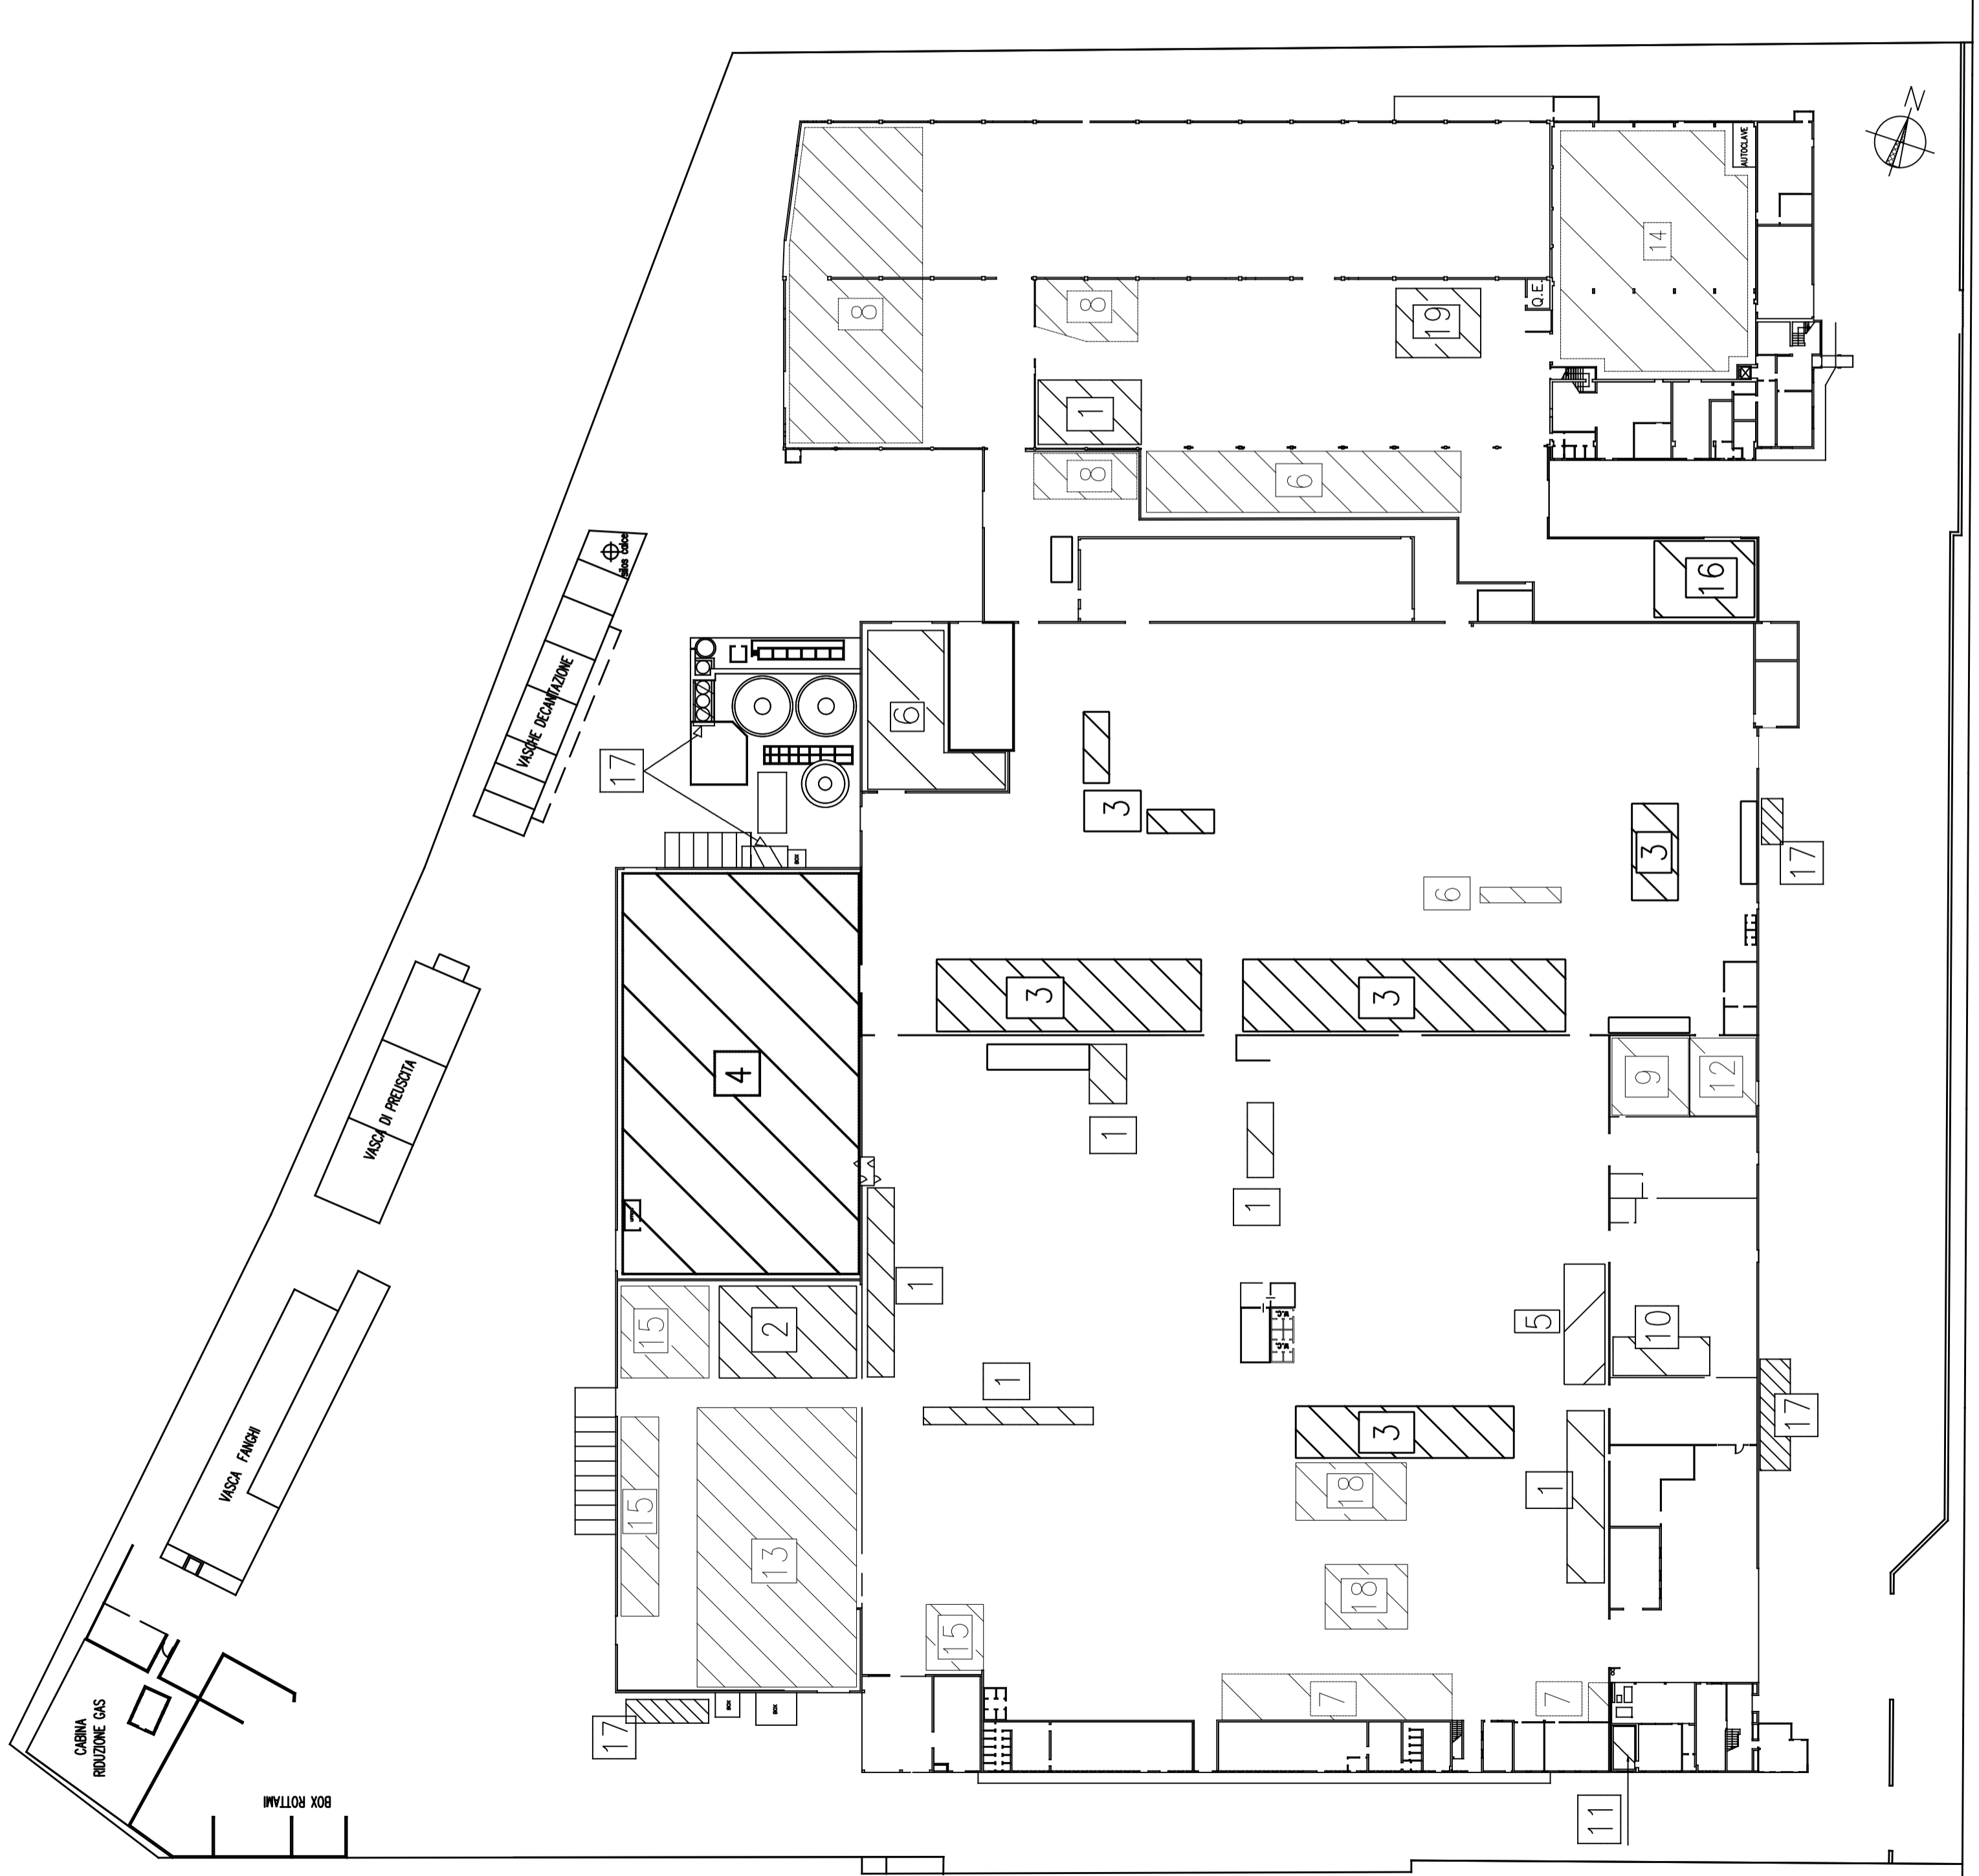 N
AUTOCLAVE
14
8
8
Q.E.
19
1
8
6
silos calce
16
VASCHE DECANTAZIONE
6
17
3
BOX
3
17
6
3
3
4
VASCA DI PREUSCITA
9
12
1
1
1
15
2
W.C.
W.C.
5
10
1
3
17
VASCA FANGHI
15
18
1
13
18
15
7
7
BOX
BOX
17
CABINA
RIDUZIONE GAS
BOX ROTTAMI
11